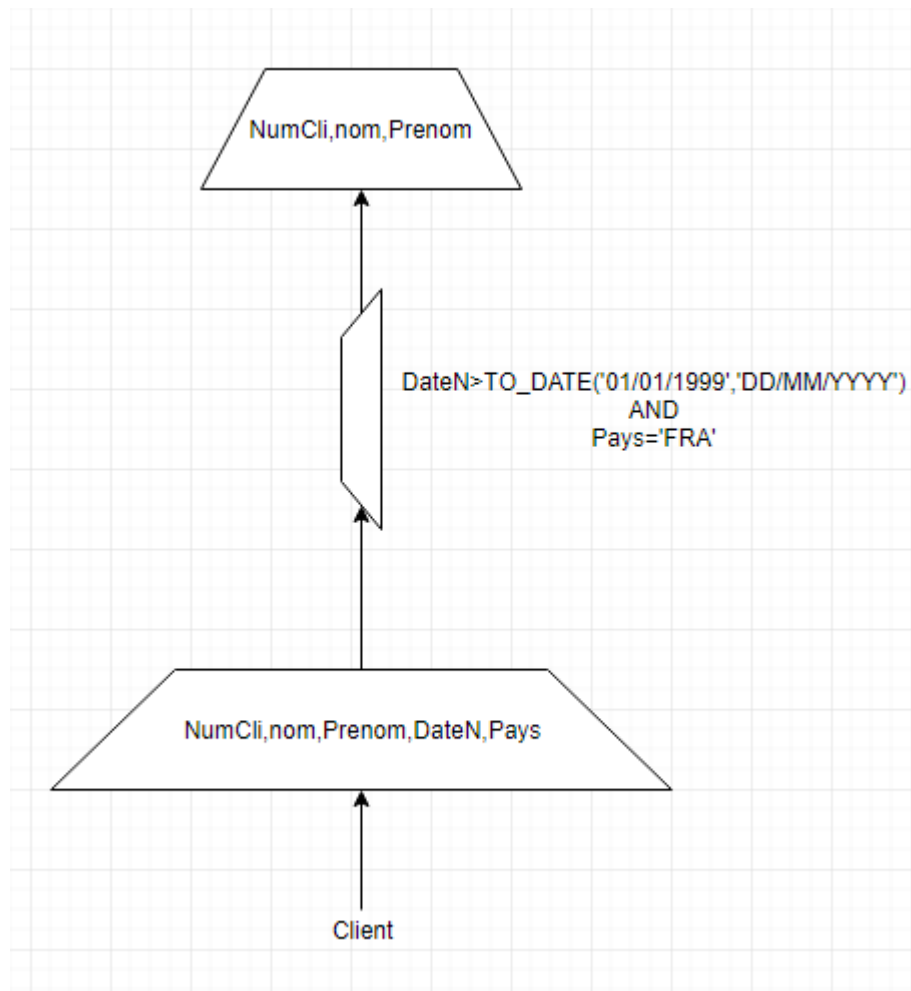 NumCli,nom,Prenom
DateN>TO_DATE('01/01/1999','DD/MM/YYYY')
AND
Pays='FRA'
NumCli,nom,Prenom,DateN,Pays
Client